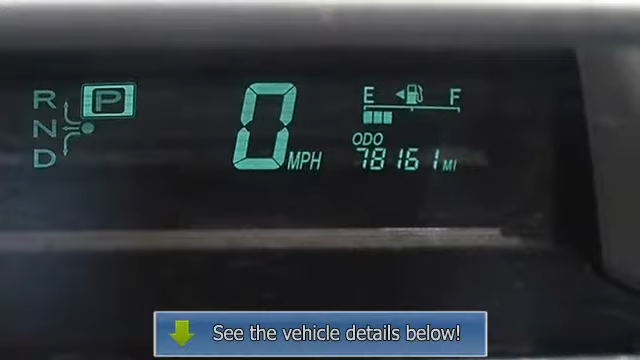 R P
N
D
0 MPH
E F
ODO
78161 MI
See the vehicle details below!